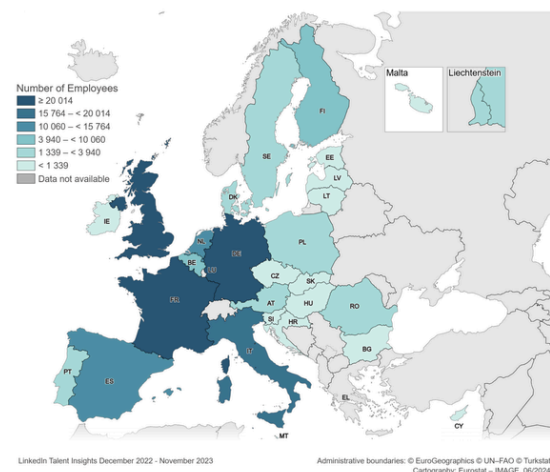 Number of Employees
≥ 20 014
15 764 – < 20 014
10 060 – < 15 764
3 940 – < 10 060
1 339 – < 3 940
< 1 339
Data not available
Malta
Liechtenstein
FI
SE
EE
LV
LT
DK
IE
NL
BE
LU
DE
PL
CZ
SK
FR
AT
HU
RO
SI
HR
IT
BG
PT
ES
EL
MT
CY
LinkedIn Talent Insights December 2022 - November 2023
Administrative boundaries: © EuroGeographics © UN–FAO © Turkstat
Cartography: Eurostat – IMAGE, 06/2024